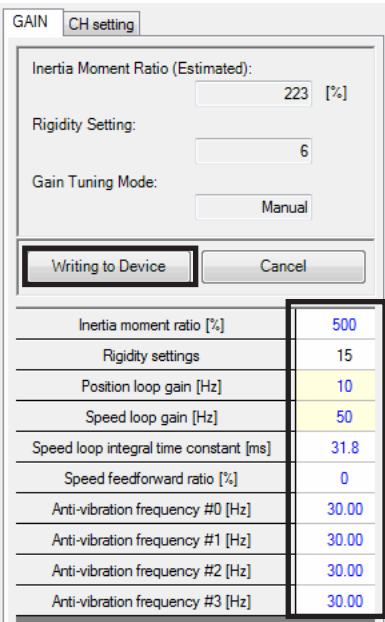 GAIN CH setting
Inertia Moment Ratio (Estimated):
223 [%]
Rigidity Setting:
6
Gain Tuning Mode:
Manual
Writing to Device Cancel
Inertia moment ratio [%] 500
Rigidity settings 15
Position loop gain [Hz] 10
Speed loop gain [Hz] 50
Speed loop integral time constant [ms] 31.8
Speed feedforward ratio [%] 0
Anti-vibration frequency #0 [Hz] 30.00
Anti-vibration frequency #1 [Hz] 30.00
Anti-vibration frequency #2 [Hz] 30.00
Anti-vibration frequency #3 [Hz] 30.00